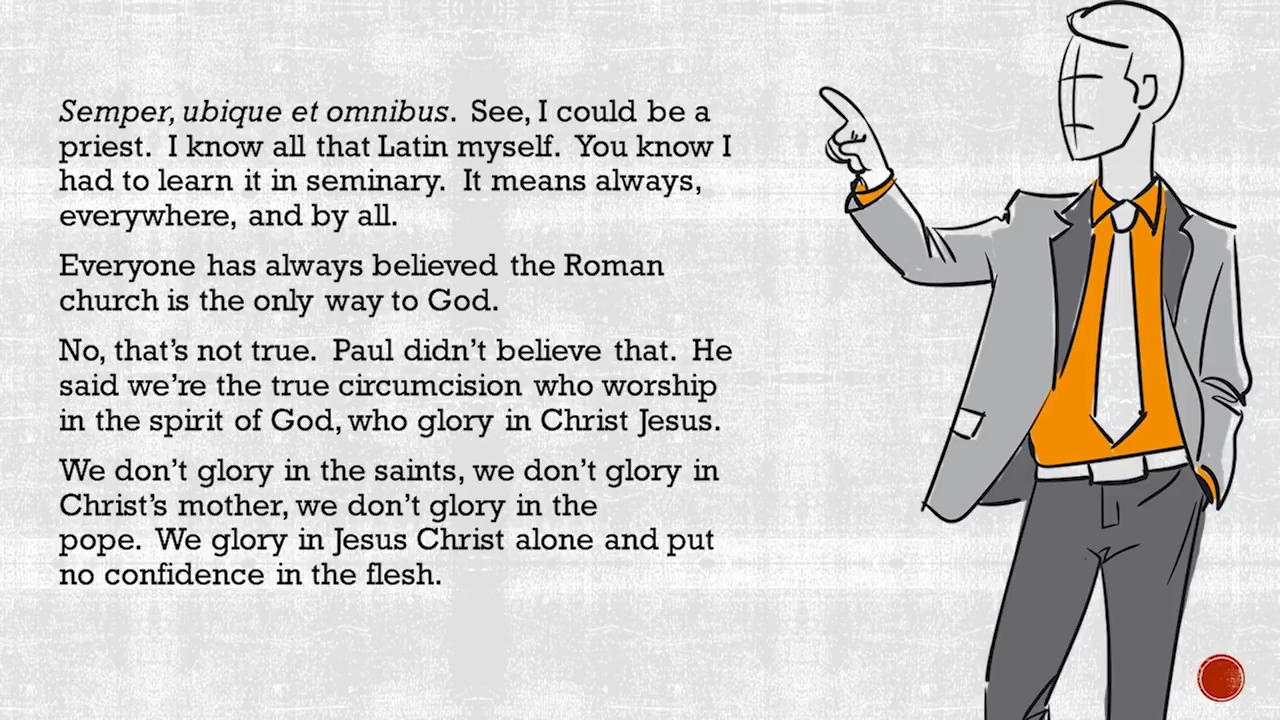 Semper, ubique et omnibus.  See, I could be a
priest.  I know all that Latin myself.  You know I
had to learn it in seminary.  It means always,
everywhere, and by all.
Everyone has always believed the Roman
church is the only way to God.
No, that's not true.  Paul didn't believe that.  He
said we're the true circumcision who worship
in the spirit of God, who glory in Christ Jesus.
We don't glory in the saints, we don't glory in
Christ's mother, we don't glory in the
pope.  We glory in Jesus Christ alone and put
no confidence in the flesh.